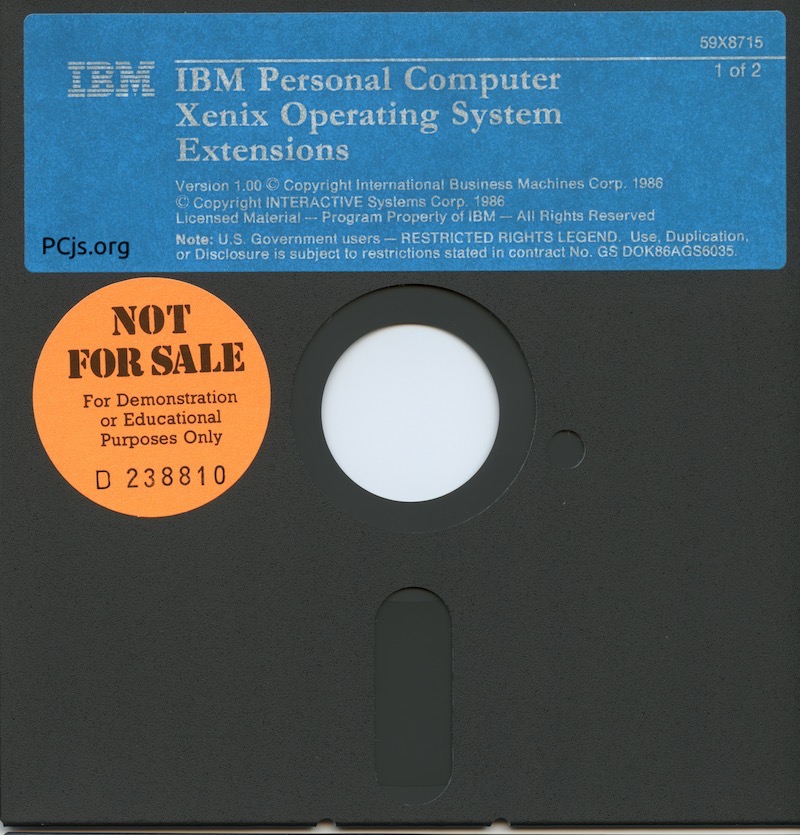 59X8715
1 of 2
IBM
IBM Personal Computer
Xenix Operating System
Extensions
Version 1.00 © Copyright International Business Machines Corp. 1986
© Copyright INTERACTIVE Systems Corp. 1986
Licensed Material — Program Property of IBM — All Rights Reserved
Note: U.S. Government users — RESTRICTED RIGHTS LEGEND. Use, Duplication,
or Disclosure is subject to restrictions stated in contract No. GS DOK86AGS6035.
PCjs.org
NOT
FOR SALE
For Demonstration
or Educational
Purposes Only
D 238810